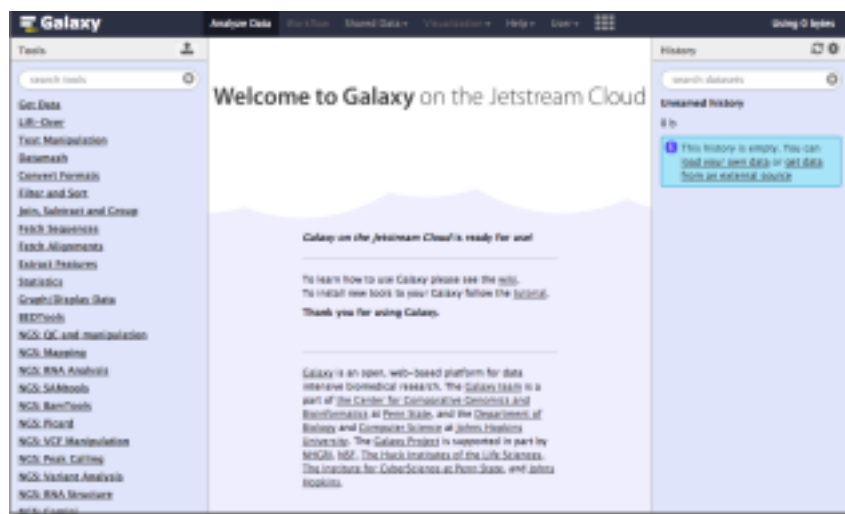 Galaxy
Analyze Data Workflow Shared Data Visualization Help User Using 0 bytes
Tools
search tools
Get Data
Lift-Over
Text Manipulation
Datamash
Convert Formats
Filter and Sort
Join, Subtract and Group
Fetch Sequences
Fetch Alignments
Extract Features
Statistics
Graph/Display Data
BEDTools
NGS: QC and manipulation
NGS: Mapping
NGS: RNA Analysis
NGS: SAMtools
NGS: BamTools
NGS: Picard
NGS: VCF Manipulation
NGS: Peak Calling
NGS: Variant Analysis
NGS: RNA Structure
NGS: Gemini
Welcome to Galaxy on the Jetstream Cloud
Galaxy on the Jetstream Cloud is ready for use!
To learn how to use Galaxy please see the wiki.
To install new tools to your Galaxy follow the tutorial.
Thank you for using Galaxy.
Galaxy is an open, web-based platform for data
intensive biomedical research. The Galaxy team is a
part of the Center for Comparative Genomics and
Bioinformatics at Penn State, and the Department of
Biology and Computer Science at Johns Hopkins
University. The Galaxy Project is supported in part by
NHGRI, NSF, The Huck Institutes of the Life Sciences,
The Institute for CyberScience at Penn State, and Johns
Hopkins.
History
search datasets
Unnamed history
0 b
This history is empty. You can
load your own data or get data
from an external source